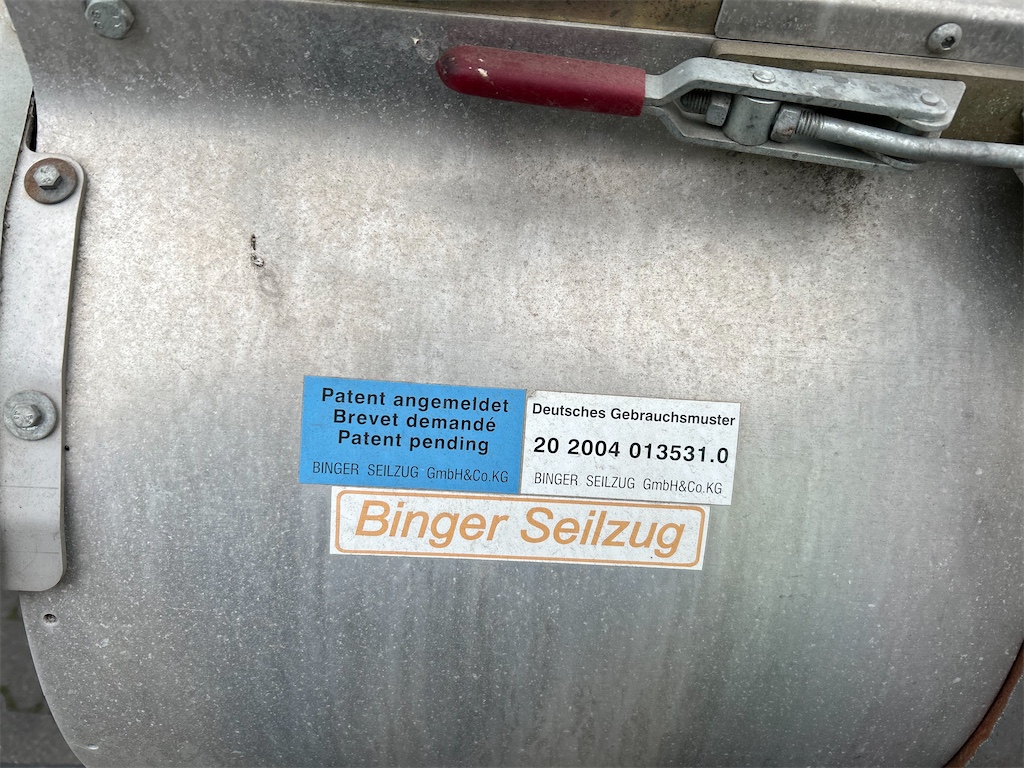 Patent angemeldet
Brevet demandé
Patent pending
BINGER SEILZUG GmbH&Co.KG
Deutsches Gebrauchsmuster
20 2004 013531.0
BINGER SEILZUG GmbH&Co.KG
Binger Seilzug